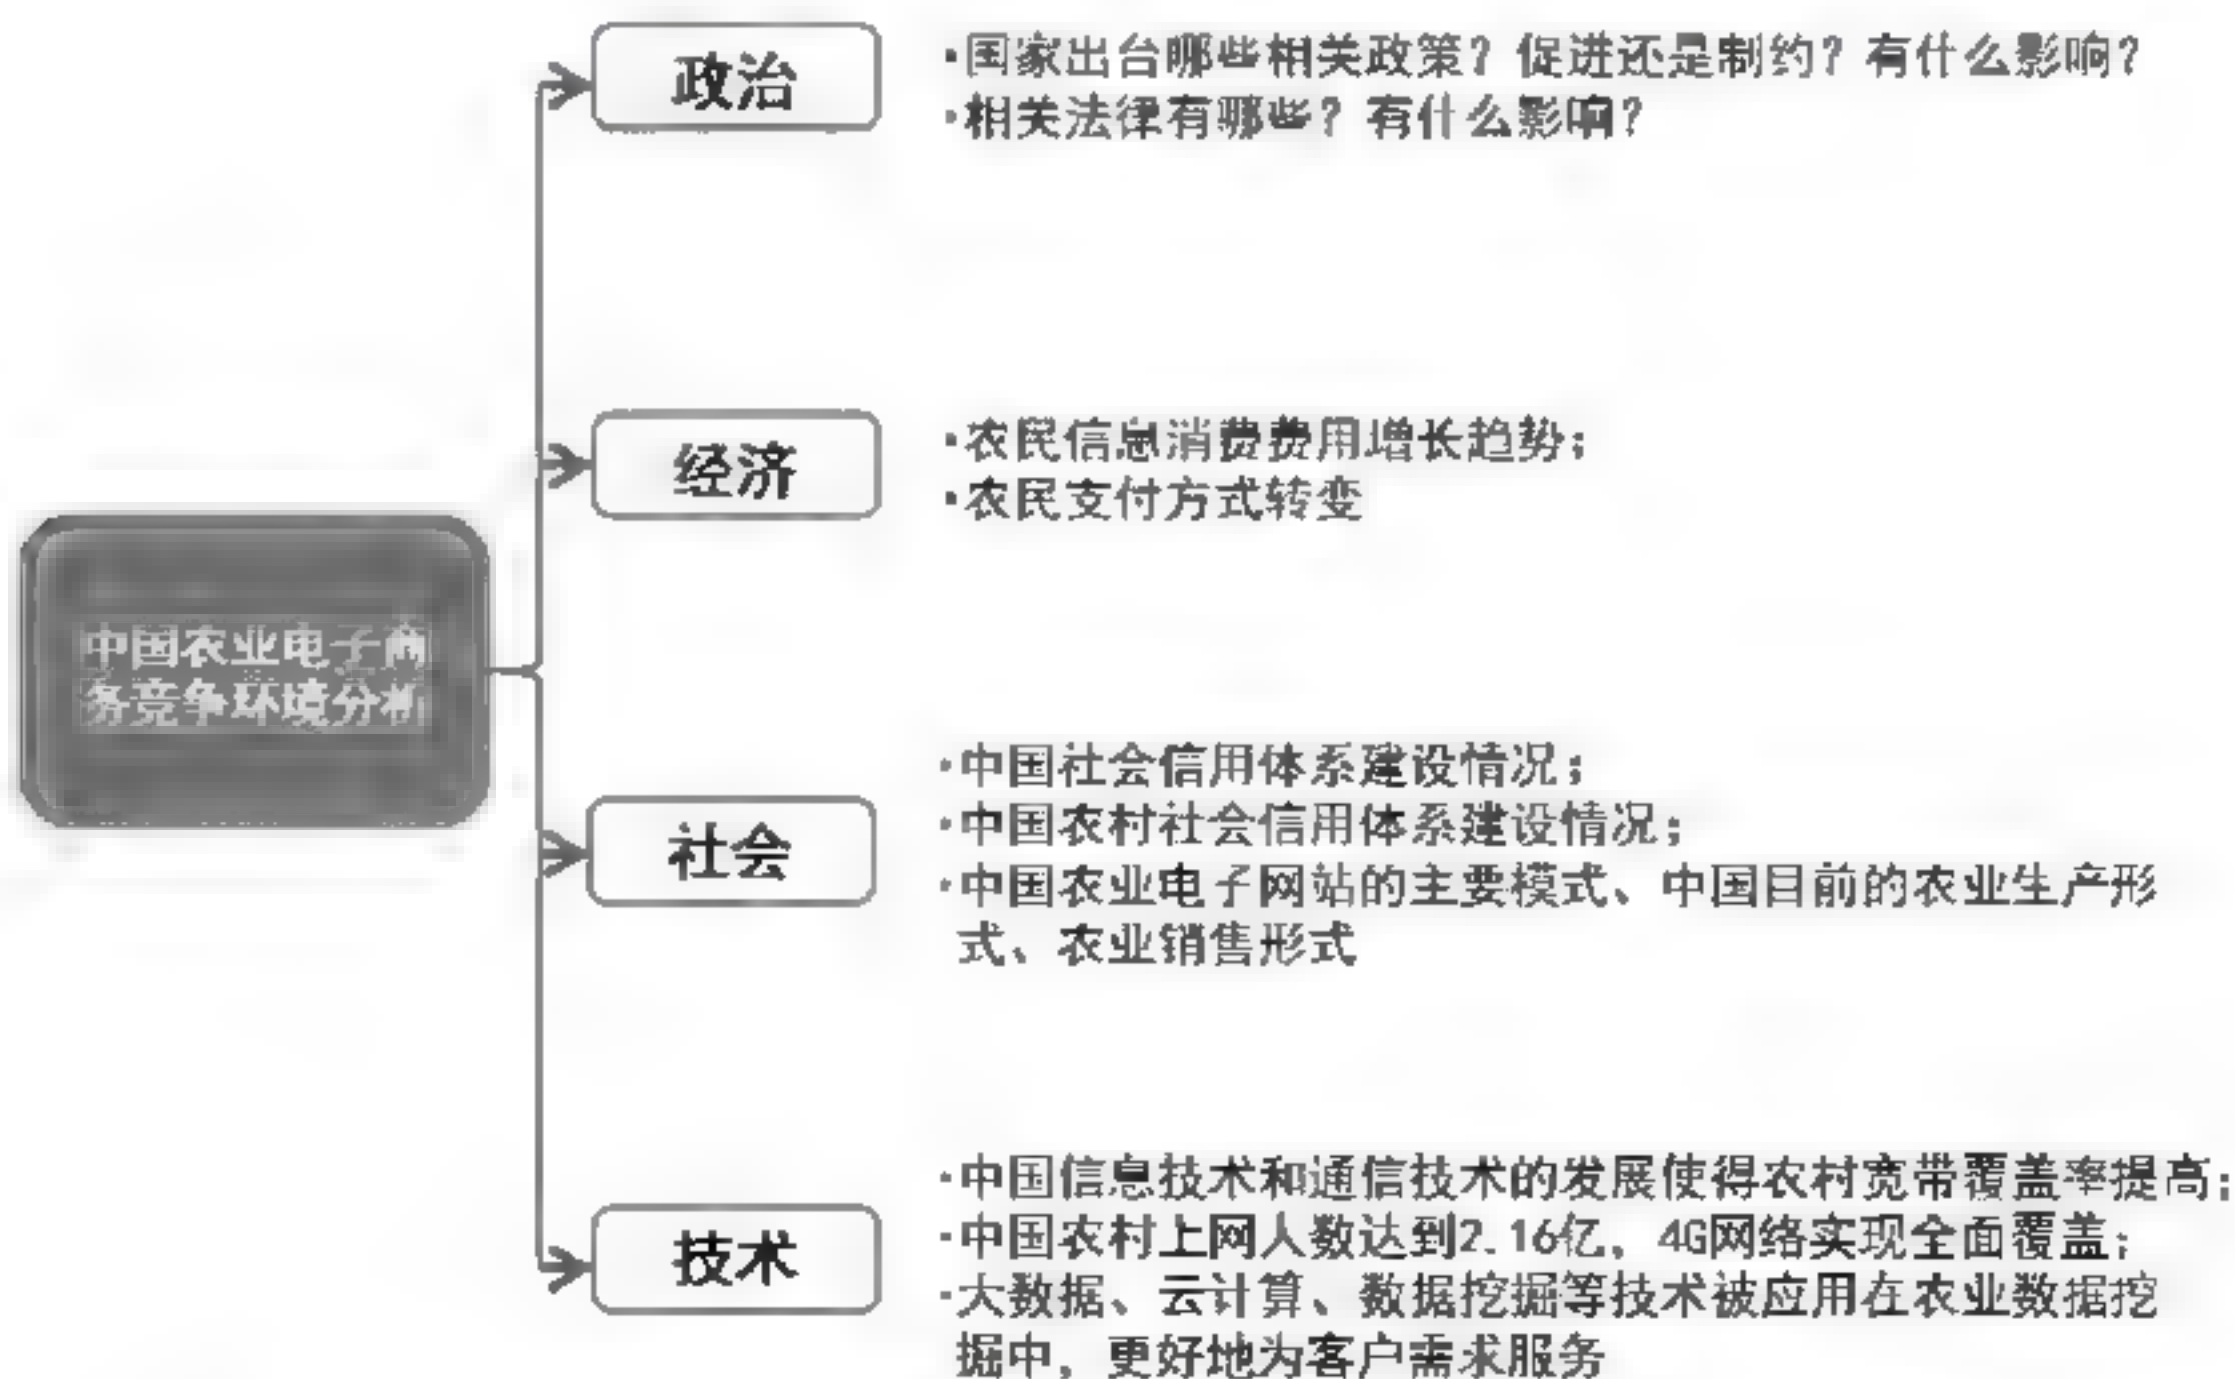 政治
·国家出台哪些相关政策？促进还是制约？有什么影响？
·相关法律有哪些？有什么影响？
经济
·农民信息消费费用增长趋势；
·农民支付方式转变
中国农业电子商
务竞争环境分析
社会
·中国社会信用体系建设情况；
·中国农村社会信用体系建设情况；
·中国农业电子网站的主要模式、中国目前的农业生产形
式、农业销售形式
技术
·中国信息技术和通信技术的发展使得农村宽带覆盖率提高；
·中国农村上网人数达到2.16亿，4G网络实现全面覆盖；
·大数据、云计算、数据挖掘等技术被应用在农业数据挖
掘中，更好地为客户需求服务